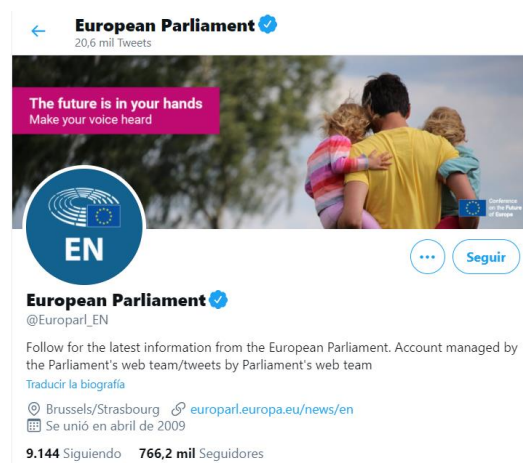 European Parliament
20,6 mil Tweets
The future is in your hands
Make your voice heard
Conference
on the Future
of Europe
EN
Seguir
European Parliament
@Europarl_EN
Follow for the latest information from the European Parliament. Account managed by
the Parliament's web team/tweets by Parliament's web team
Traducir la biografía
Brussels/Strasbourg europarl.europa.eu/news/en
Se unió en abril de 2009
9.144 Siguiendo 766,2 mil Seguidores